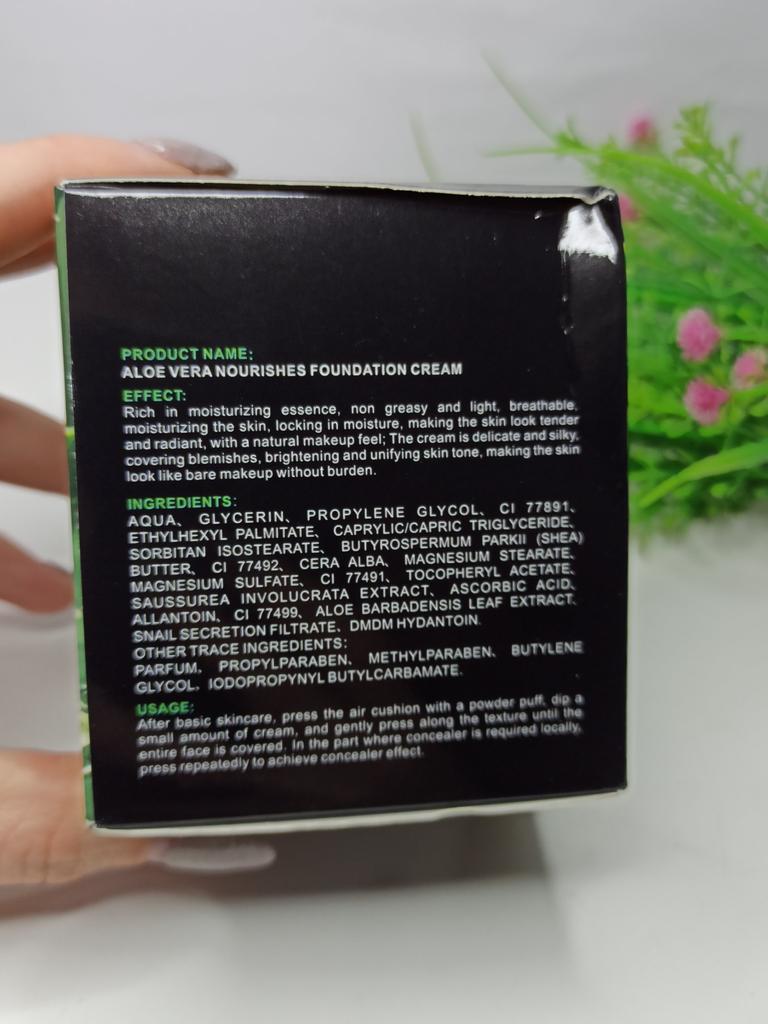 PRODUCT NAME:
ALOE VERA NOURISHES FOUNDATION CREAM
EFFECT:
Rich in moisturizing essence, non greasy and light, breathable,
moisturizing the skin, locking in moisture, making the skin look tender
and radiant, with a natural makeup feel; The cream is delicate and silky,
covering blemishes, brightening and unifying skin tone, making the skin
look like bare makeup without burden.
INGREDIENTS:
AQUA、 GLYCERIN、 PROPYLENE GLYCOL、 CI 77891、
ETHYLHEXYL PALMITATE、 CAPRYLIC/CAPRIC TRIGLYCERIDE、
SORBITAN ISOSTEARATE、 BUTYROSPERMUM PARKII (SHEA)
BUTTER、 CI 77492、 CERA ALBA、 MAGNESIUM STEARATE、
MAGNESIUM SULFATE、 CI 77491、 TOCOPHERYL ACETATE、
SAUSSUREA INVOLUCRATA EXTRACT、 ASCORBIC ACID、
ALLANTOIN、 CI 77499、 ALOE BARBADENSIS LEAF EXTRACT、
SNAIL SECRETION FILTRATE、 DMDM HYDANTOIN.
OTHER TRACE INGREDIENTS:
PARFUM、 PROPYLPARABEN、 METHYLPARABEN、 BUTYLENE
GLYCOL、 IODOPROPYNYL BUTYLCARBAMATE.
USAGE:
After basic skincare, press the air cushion with a powder puff, dip a
small amount of cream, and gently press along the texture until the
entire face is covered. In the part where concealer is required locally,
press repeatedly to achieve concealer effect.